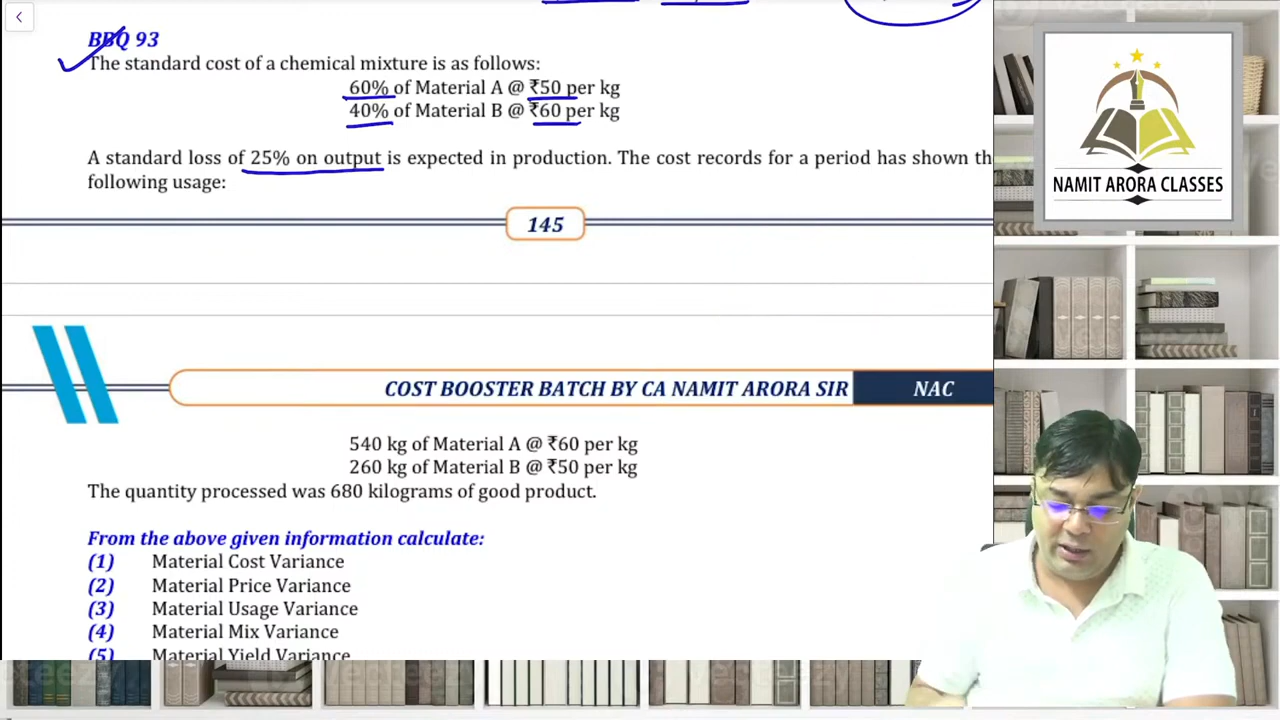 BBQ 93
The standard cost of a chemical mixture is as follows:
60% of Material A @ ₹50 per kg
40% of Material B @ ₹60 per kg
A standard loss of 25% on output is expected in production. The cost records for a period has shown th
following usage:
145
COST BOOSTER BATCH BY CA NAMIT ARORA SIR NAC
540 kg of Material A @ ₹60 per kg
260 kg of Material B @ ₹50 per kg
The quantity processed was 680 kilograms of good product.
From the above given information calculate:
(1) Material Cost Variance
(2) Material Price Variance
(3) Material Usage Variance
(4) Material Mix Variance
(5) Material Yield Variance
NAMIT ARORA CLASSES